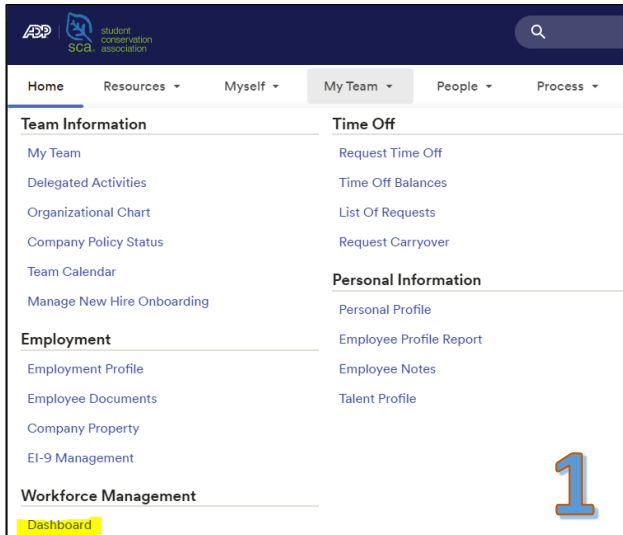 ADP
sca.
student
conservation
association
Home Resources Myself My Team People Process
Team Information
My Team
Delegated Activities
Organizational Chart
Company Policy Status
Team Calendar
Manage New Hire Onboarding
Employment
Employment Profile
Employee Documents
Company Property
EI-9 Management
Workforce Management
Dashboard
Time Off
Request Time Off
Time Off Balances
List Of Requests
Request Carryover
Personal Information
Personal Profile
Employee Profile Report
Employee Notes
Talent Profile
1